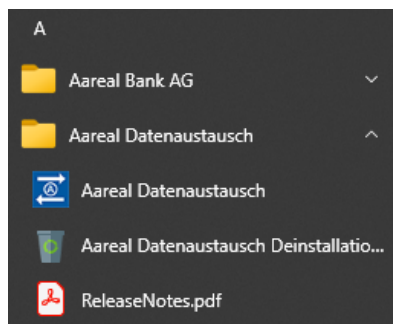 A
Aareal Bank AG
Aareal Datenaustausch
Aareal Datenaustausch
Aareal Datenaustausch Deinstallatio...
ReleaseNotes.pdf